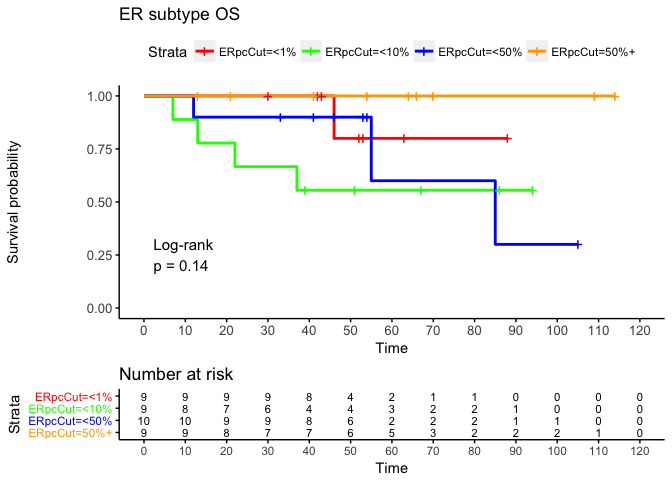 ER subtype OS
Strata ERpcCut=<1% ERpcCut=<10% ERpcCut=<50% ERpcCut=50%+
Survival probability
1.00
0.75
0.50
0.25
0.00
Log-rank
p = 0.14
0 10 20 30 40 50 60 70 80 90 100 110 120
Time
Number at risk
Strata
ERpcCut=<1% 9 9 9 9 8 4 2 1 1 0 0 0 0
ERpcCut=<10% 9 8 7 6 4 4 3 2 2 1 0 0 0
ERpcCut=<50% 10 10 9 9 8 6 2 2 2 1 1 0 0
ERpcCut=50%+ 9 9 8 7 7 6 5 3 2 2 2 1 0
0 10 20 30 40 50 60 70 80 90 100 110 120
Time